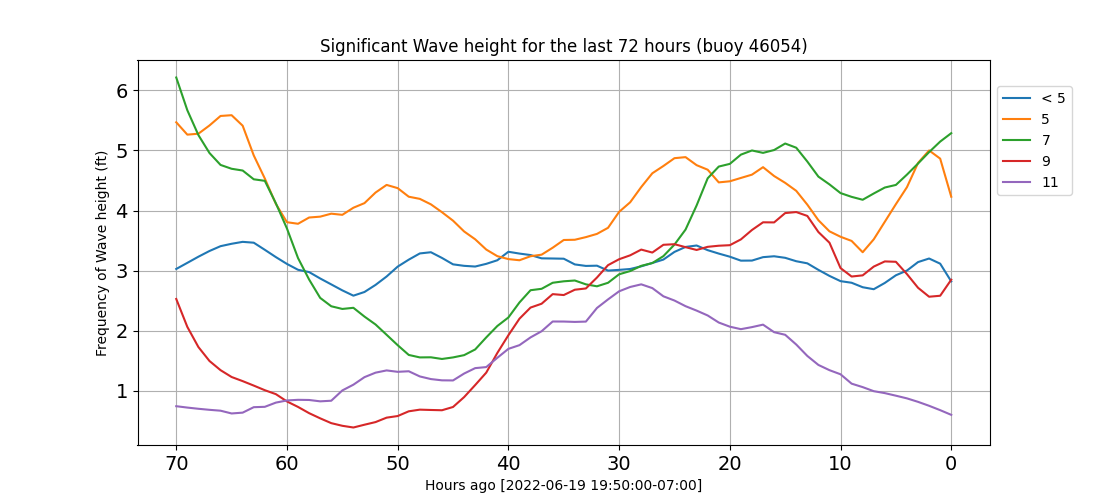 Significant Wave height for the last 72 hours (buoy 46054)
Frequency of Wave height (ft)
6
5
4
3
2
1
70 60 50 40 30 20 10 0
Hours ago [2022-06-19 19:50:00-07:00]
< 5
5
7
9
11